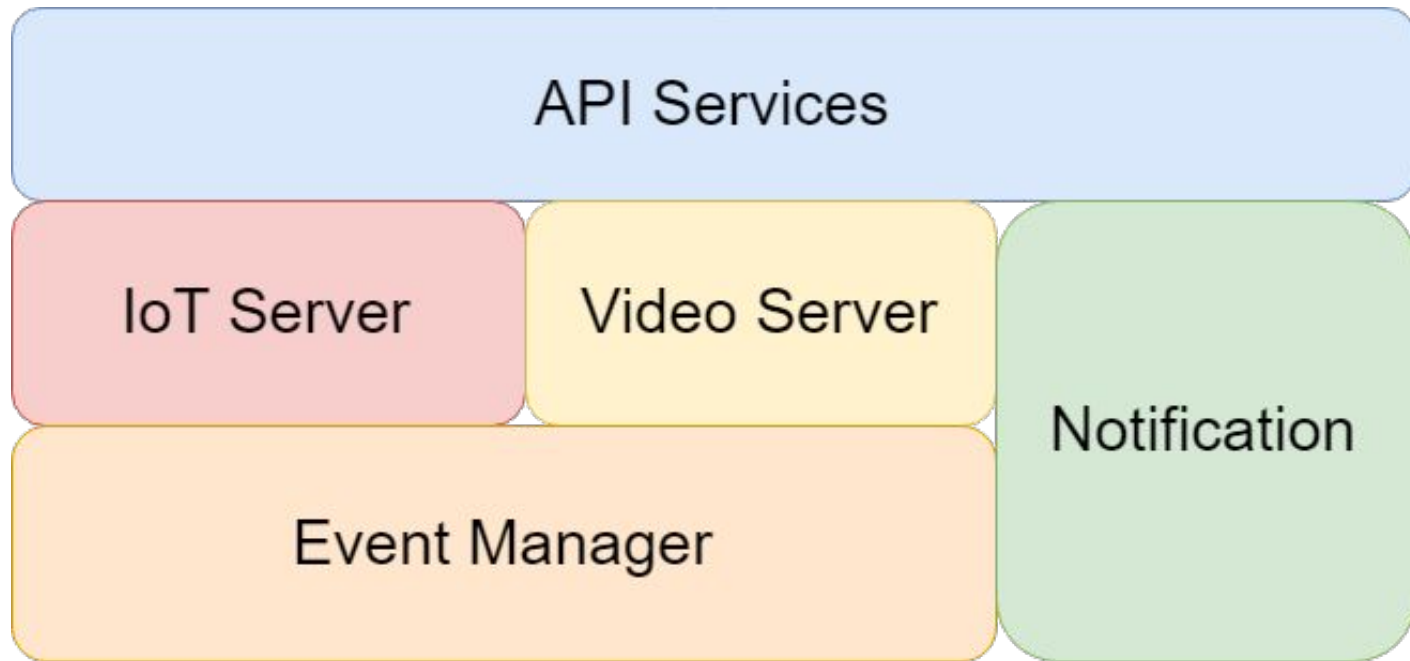 API Services
IoT Server
Video Server
Notification
Event Manager